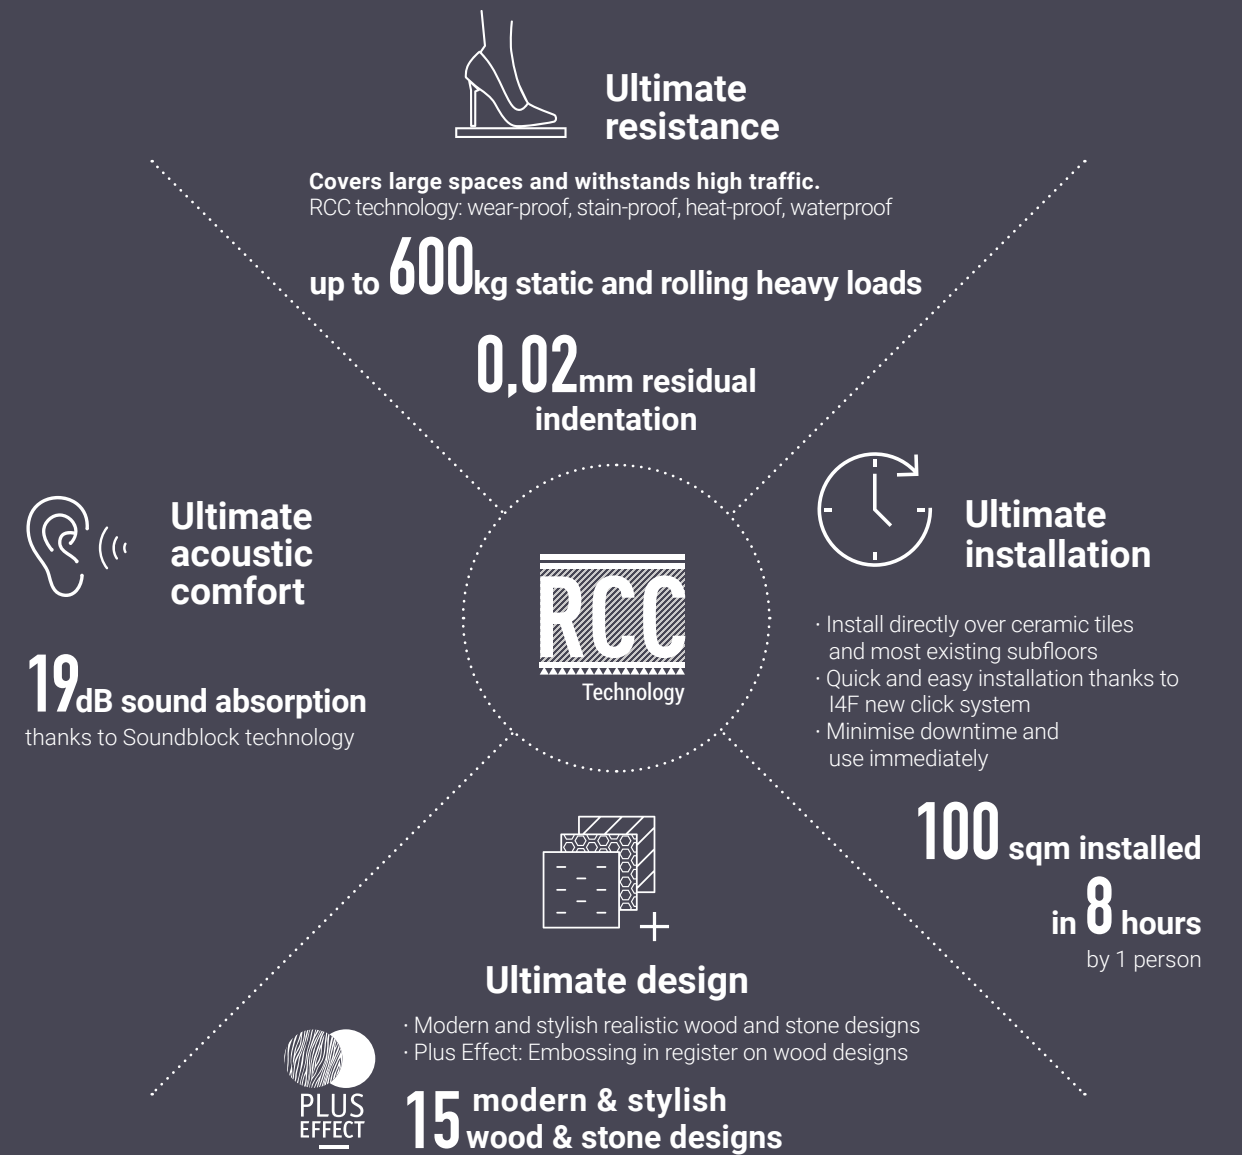 Ultimate
resistance
Covers large spaces and withstands high traffic.
RCC technology: wear-proof, stain-proof, heat-proof, waterproof
up to 600kg static and rolling heavy loads
0,02mm residual
indentation
Ultimate
acoustic
comfort
19dB sound absorption
thanks to Soundblock technology
RCC
Technology
Ultimate
installation
· Install directly over ceramic tiles
and most existing subfloors
· Quick and easy installation thanks to
I4F new click system
· Minimise downtime and
use immediately
100 sqm installed
in 8 hours
by 1 person
Ultimate design
· Modern and stylish realistic wood and stone designs
· Plus Effect: Embossing in register on wood designs
PLUS
EFFECT
15 modern & stylish
wood & stone designs